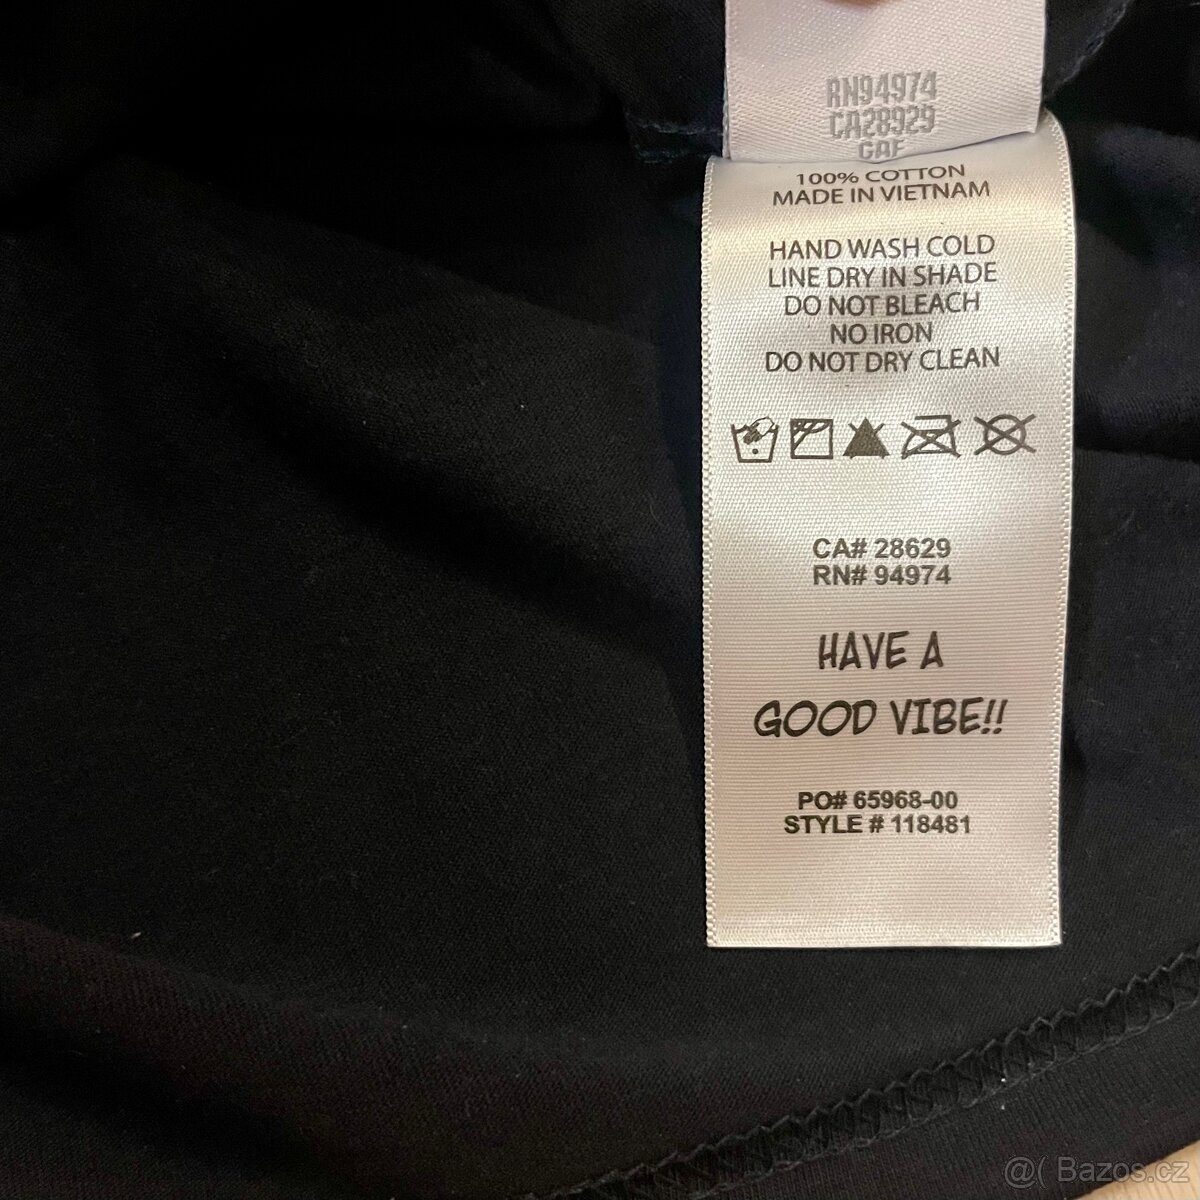 RN94974
CA28929
GAF
100% COTTON
MADE IN VIETNAM
HAND WASH COLD
LINE DRY IN SHADE
DO NOT BLEACH
NO IRON
DO NOT DRY CLEAN
CA# 28629
RN# 94974
HAVE A
GOOD VIBE!!
PO# 65968-00
STYLE # 118481
@( Bazos.cz